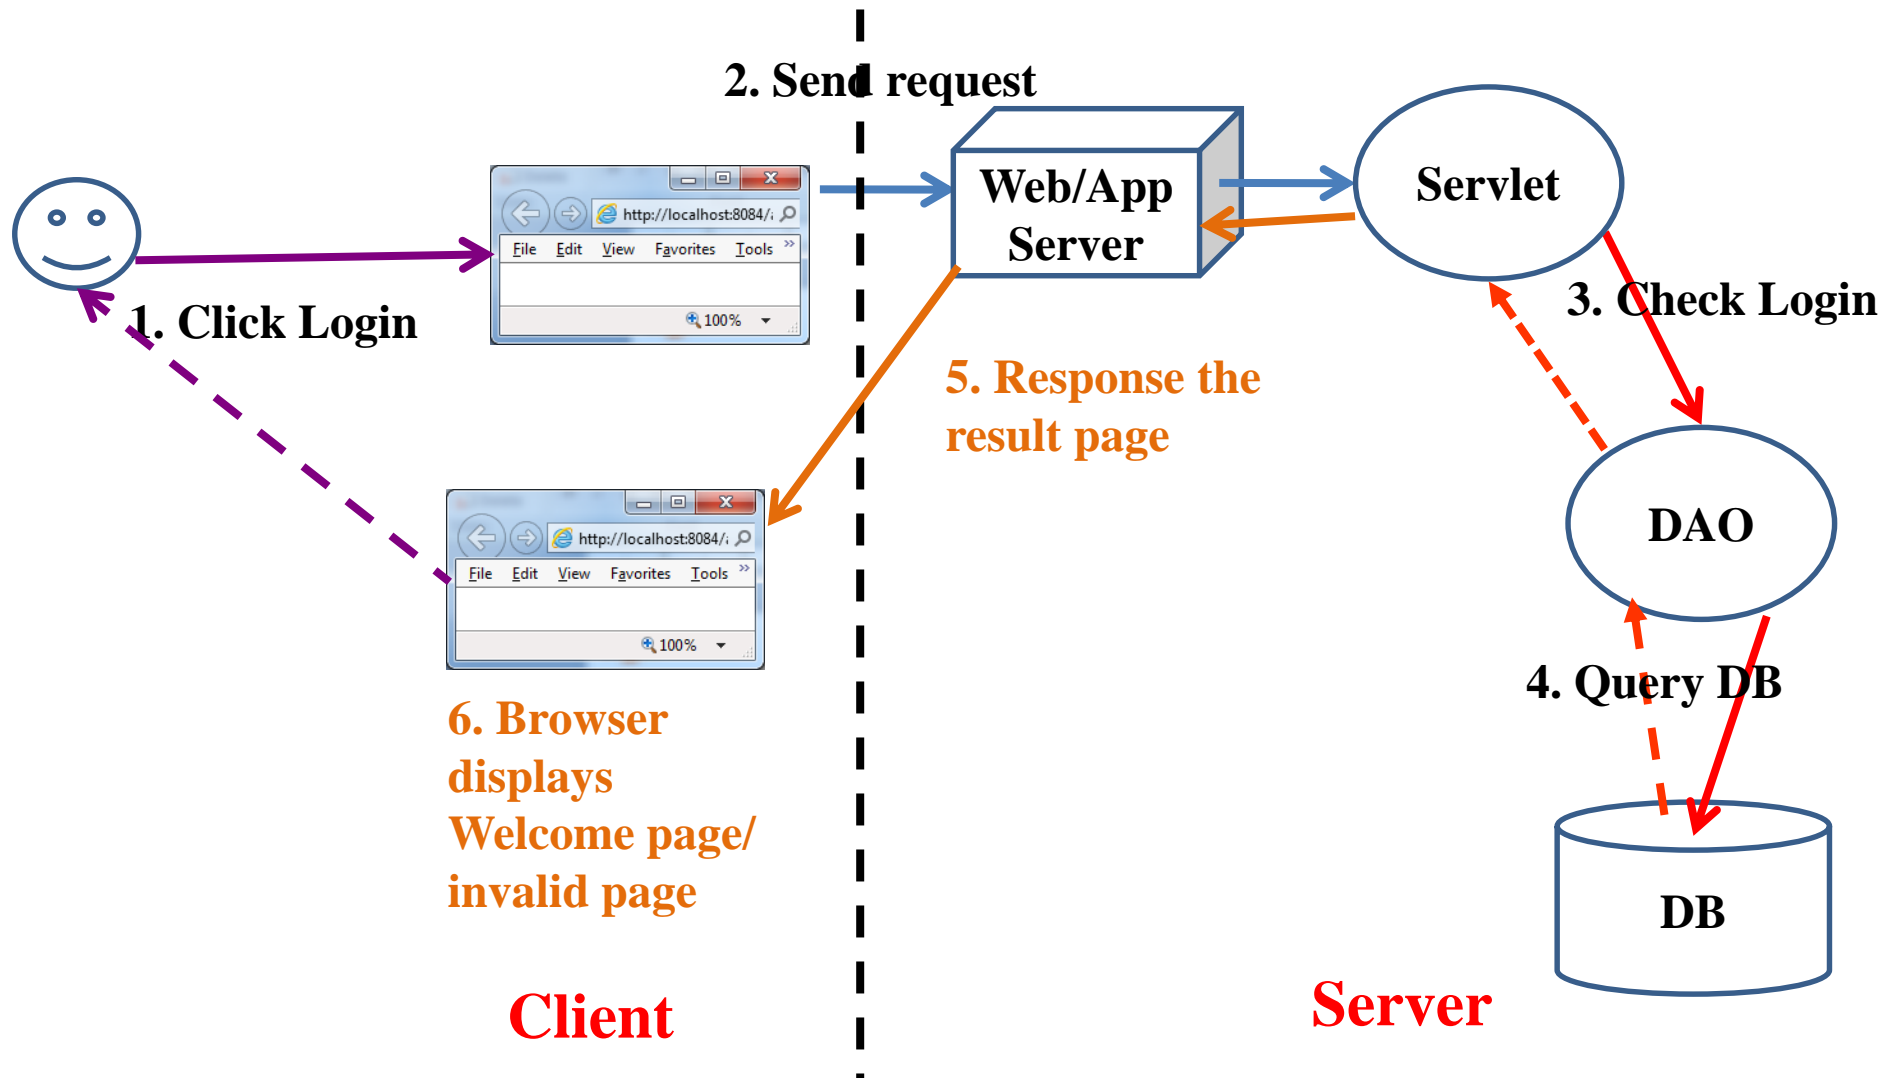 2. Send request
Web/App
Server
Servlet
http://localhost:8084/
File Edit View Favorites Tools »
100%
1. Click Login
3. Check Login
5. Response the
result page
http://localhost:8084/
File Edit View Favorites Tools »
100%
DAO
4. Query DB
6. Browser
displays
Welcome page/
invalid page
DB
Client
Server